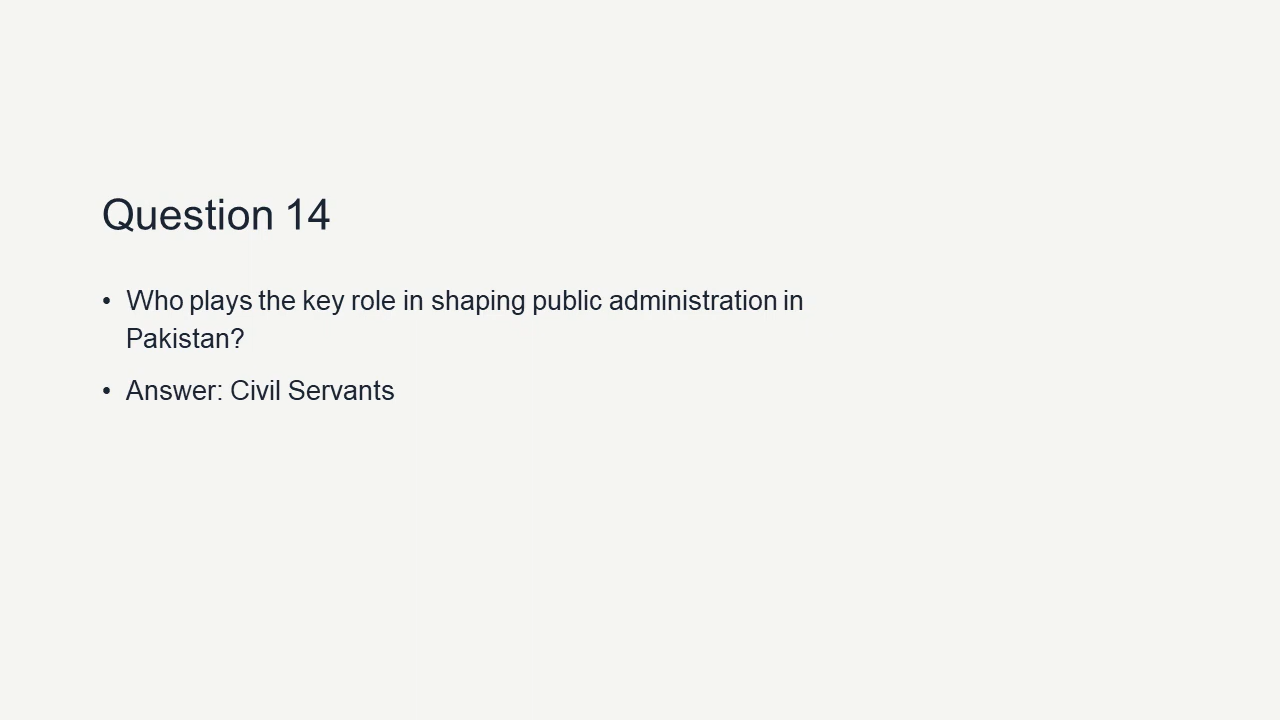 Question 14
• Who plays the key role in shaping public administration in
Pakistan?
• Answer: Civil Servants